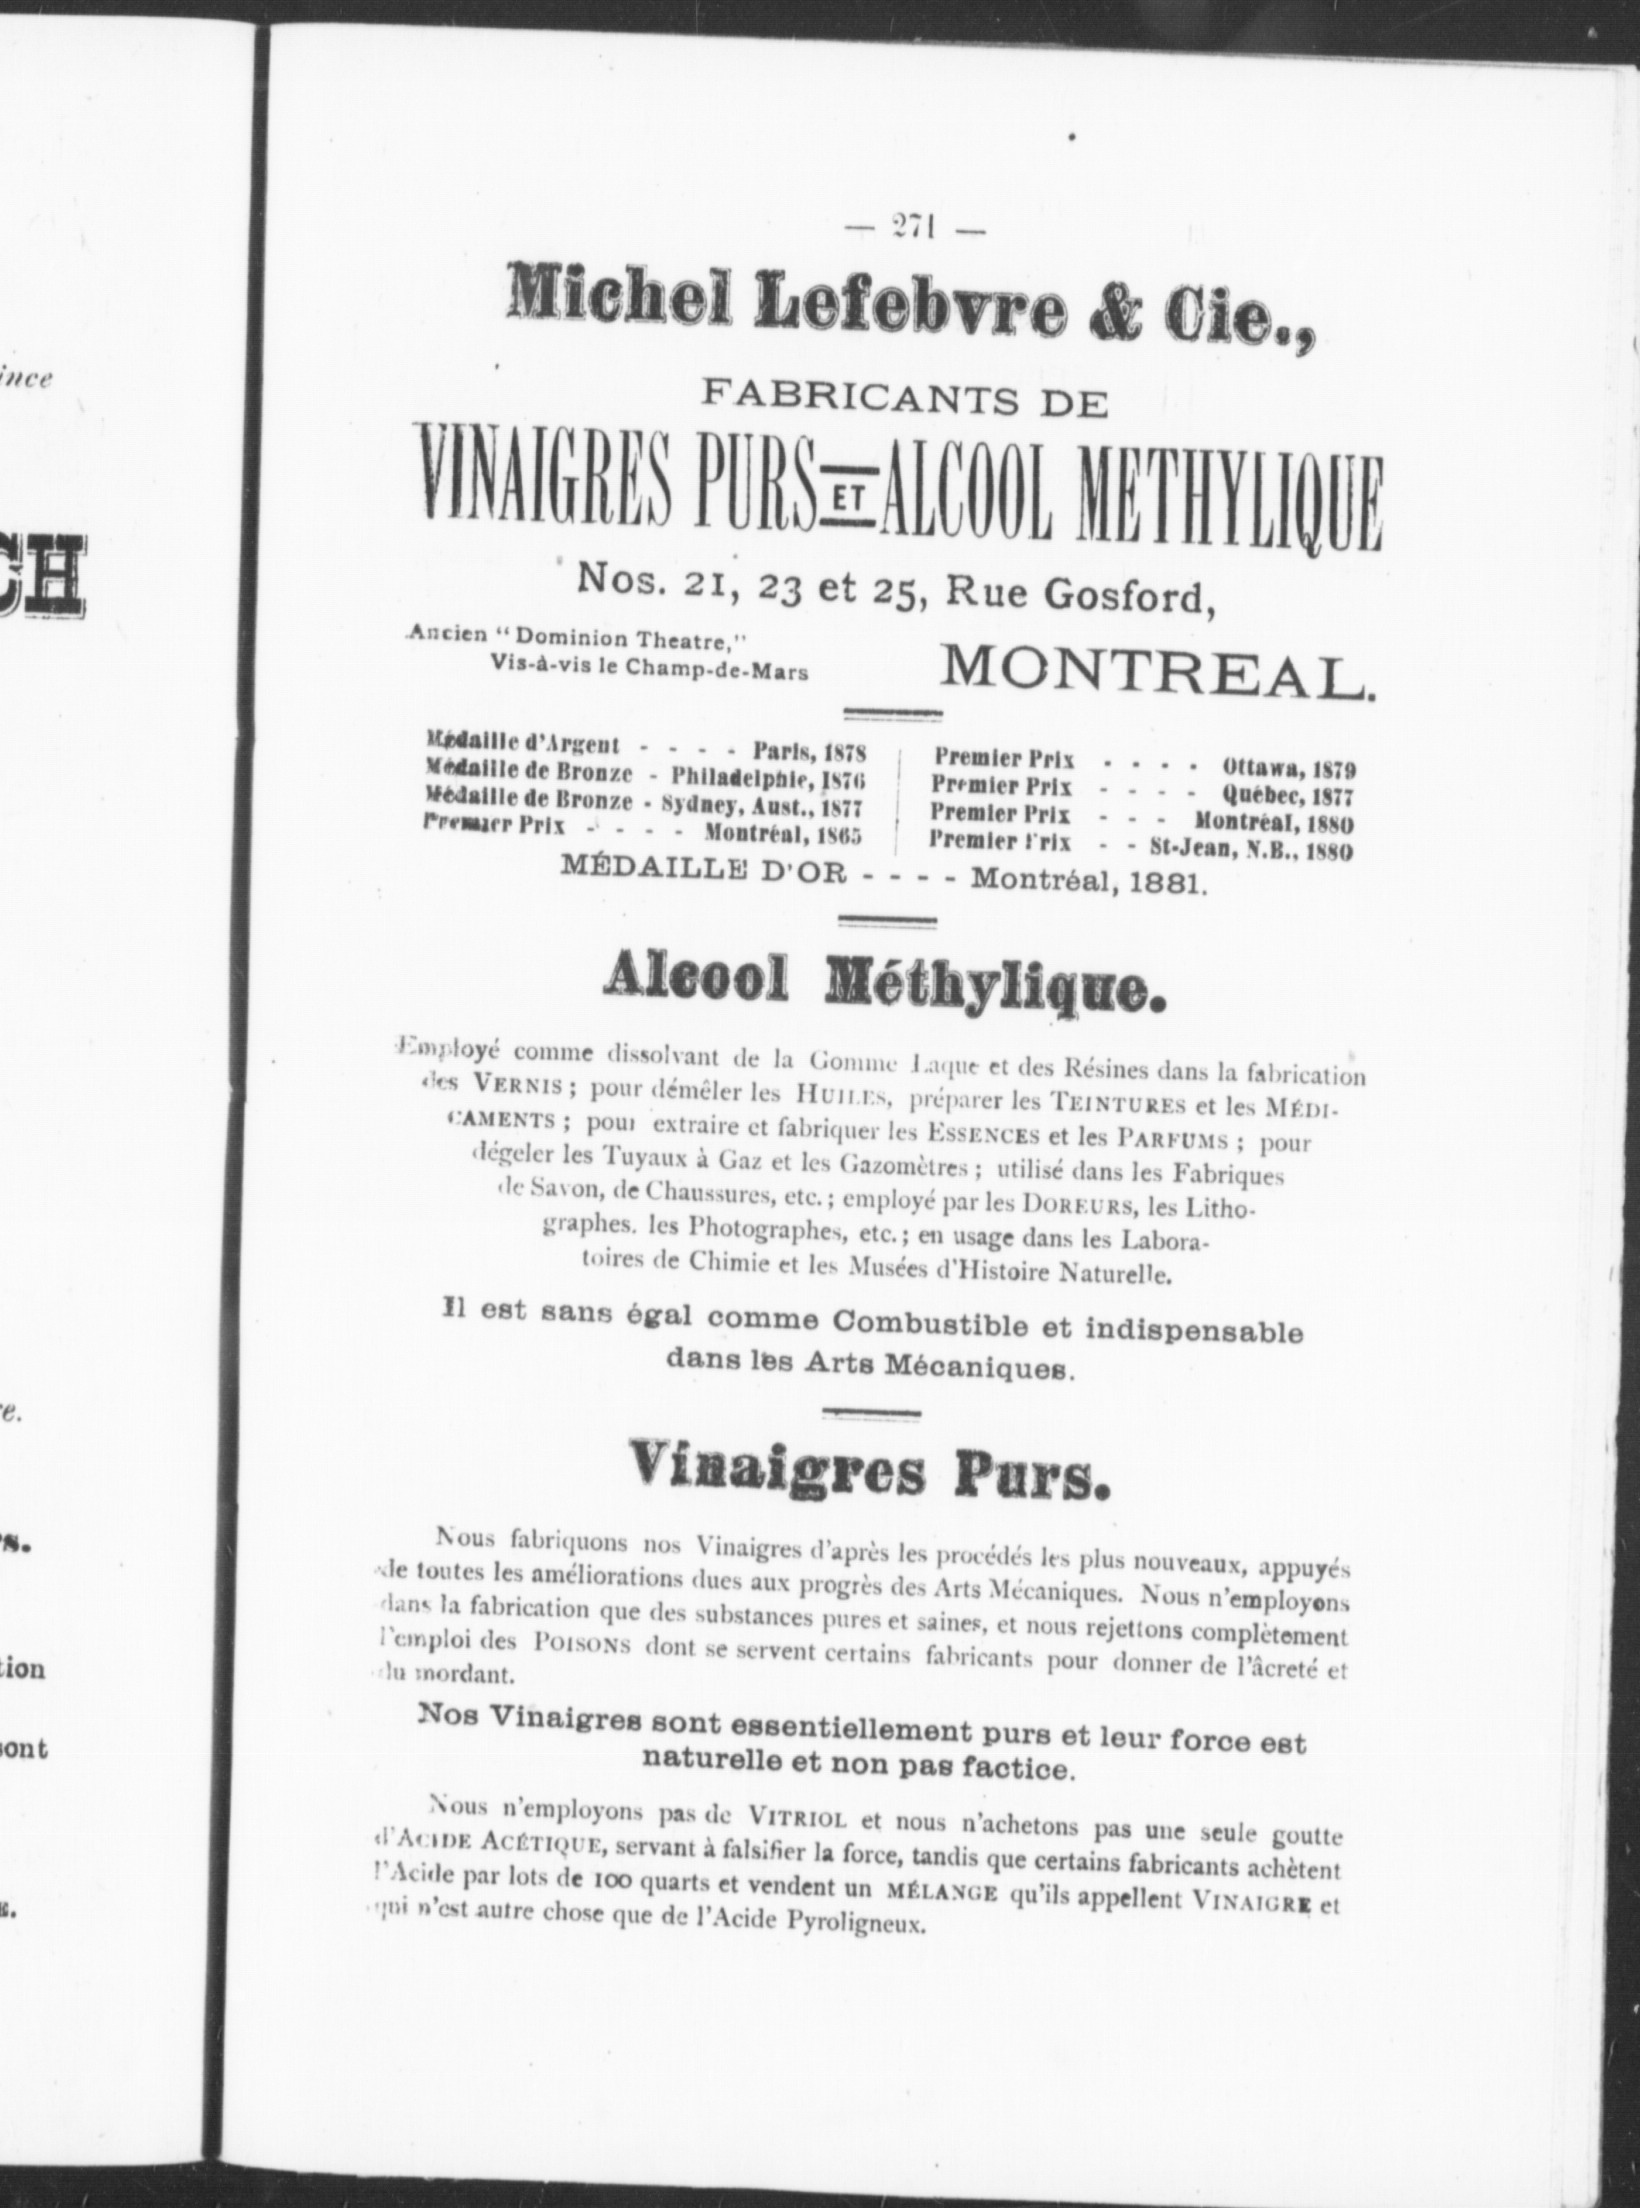 — 271 —
Michel Lefebvre & Cie.,
FABRICANTS DE
VINAIGRES PURS ET ALCOOL METHYLIQUE
Nos. 21, 23 et 25, Rue Gosford,
Ancien "Dominion Theatre,"
Vis-à-vis le Champ-de-Mars
MONTREAL.
Médaille d'Argent - - - - Paris, 1878
Médaille de Bronze - Philadelphie, 1876
Médaille de Bronze - Sydney, Aust., 1877
Premier Prix - - - - Montréal, 1865
Premier Prix - - - - Ottawa, 1879
Premier Prix - - - - Québec, 1877
Premier Prix - - - Montréal, 1880
Premier Prix - - St-Jean, N.B., 1880
MÉDAILLE D'OR - - - - Montréal, 1881.
Alcool Méthylique.
Employé comme dissolvant de la Gomme Laque et des Résines dans la fabrication
des VERNIS ; pour démêler les HUILES, préparer les TEINTURES et les MÉDI-
CAMENTS ; pour extraire et fabriquer les ESSENCES et les PARFUMS ; pour
dégeler les Tuyaux à Gaz et les Gazomètres ; utilisé dans les Fabriques
de Savon, de Chaussures, etc. ; employé par les DOREURS, les Litho-
graphes. les Photographes, etc. ; en usage dans les Labora-
toires de Chimie et les Musées d'Histoire Naturelle.
Il est sans égal comme Combustible et indispensable
dans les Arts Mécaniques.
Vinaigres Purs.
Nous fabriquons nos Vinaigres d'après les procédés les plus nouveaux, appuyés
de toutes les améliorations dues aux progrès des Arts Mécaniques. Nous n'employons
dans la fabrication que des substances pures et saines, et nous rejettons complètement
l'emploi des POISONS dont se servent certains fabricants pour donner de l'âcreté et
du mordant.
Nos Vinaigres sont essentiellement purs et leur force est
naturelle et non pas factice.
Nous n'employons pas de VITRIOL et nous n'achetons pas une seule goutte
d'ACIDE ACÉTIQUE, servant à falsifier la force, tandis que certains fabricants achètent
l'Acide par lots de 100 quarts et vendent un MÉLANGE qu'ils appellent VINAIGRE et
qui n'est autre chose que de l'Acide Pyroligneux.